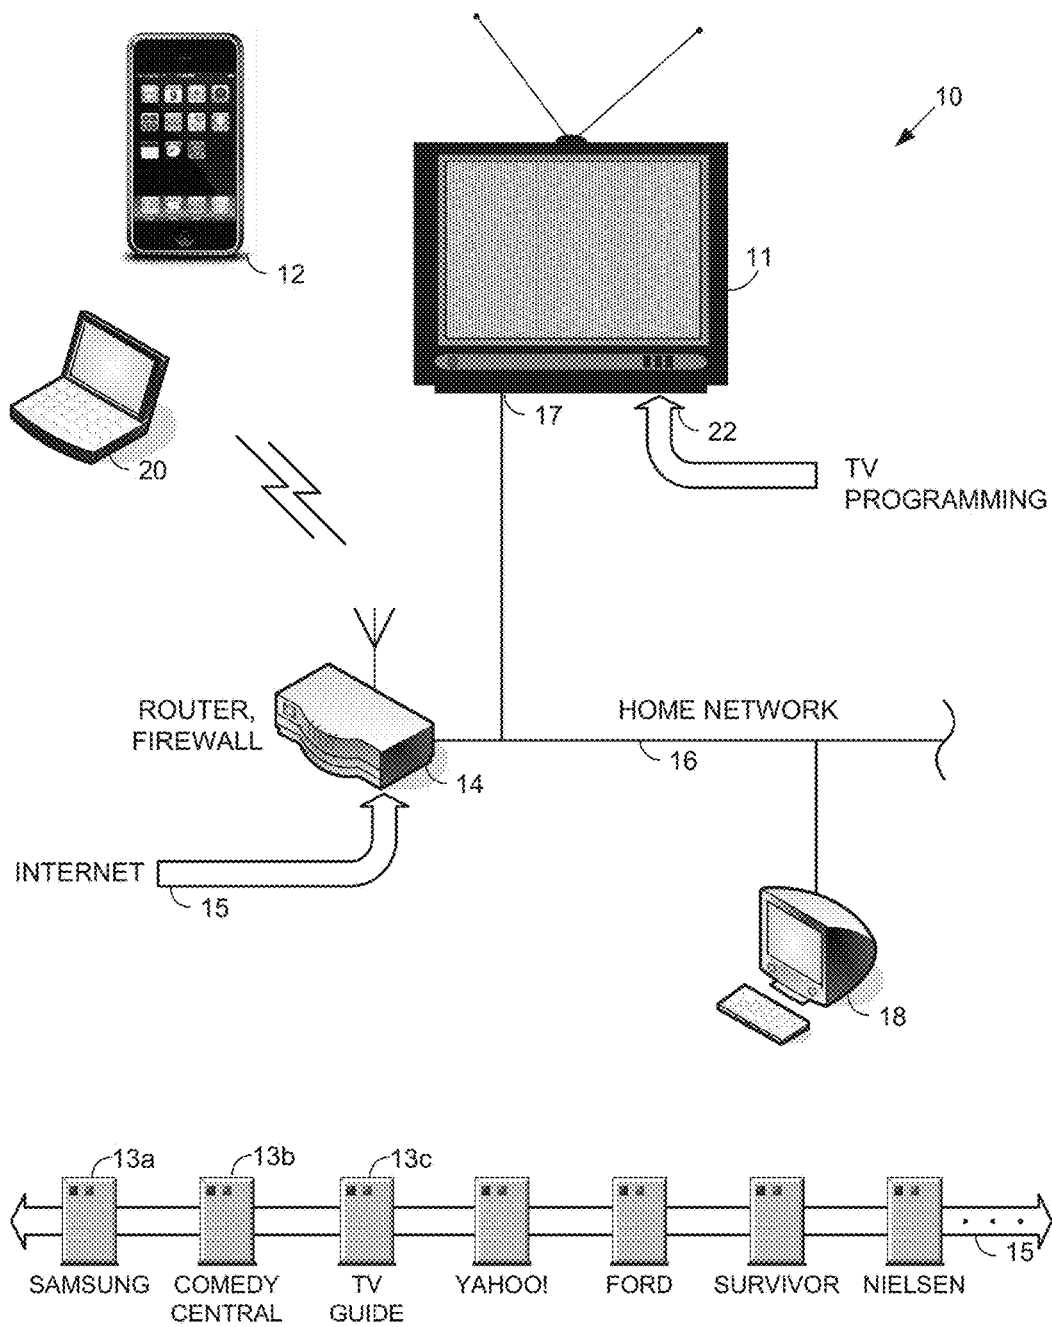 10
11
12
17
22
20
TV
PROGRAMMING
ROUTER,
FIREWALL
HOME NETWORK
16
14
INTERNET
15
18
13a
13b
13c
15
SAMSUNG
COMEDY
CENTRAL
TV
GUIDE
YAHOO!
FORD
SURVIVOR
NIELSEN